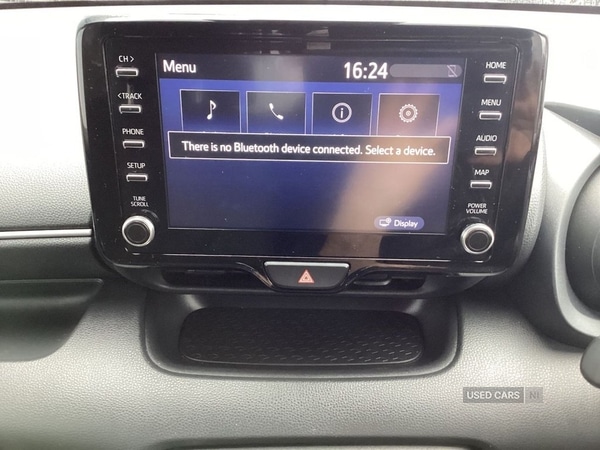 CH >
<TRACK
PHONE
SETUP
TUNE
SCROLL
Menu
16:24
There is no Bluetooth device connected. Select a device.
Display
HOME
MENU
AUDIO
MAP
POWER
VOLUME
USED CARS NI